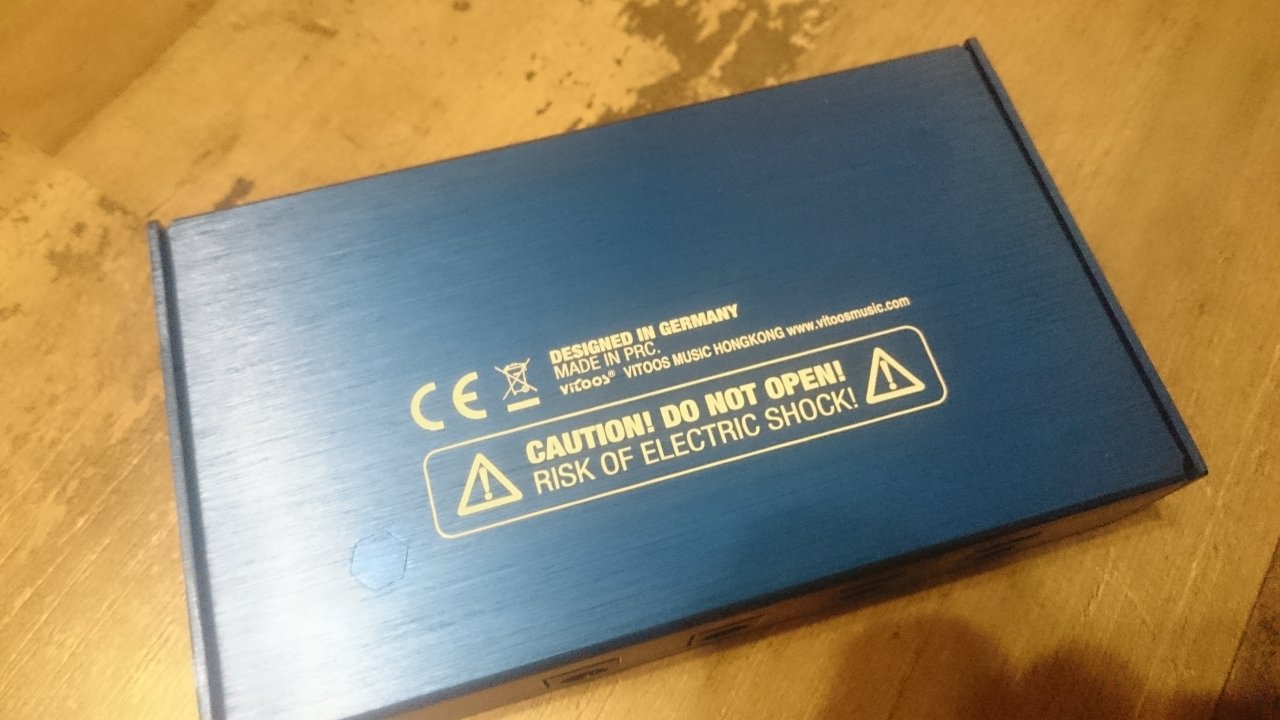 DESIGNED IN GERMANY
MADE IN PRC.
vitoos® VITOOS MUSIC HONGKONG www.vitoosmusic.com
CE
CAUTION! DO NOT OPEN!
RISK OF ELECTRIC SHOCK!